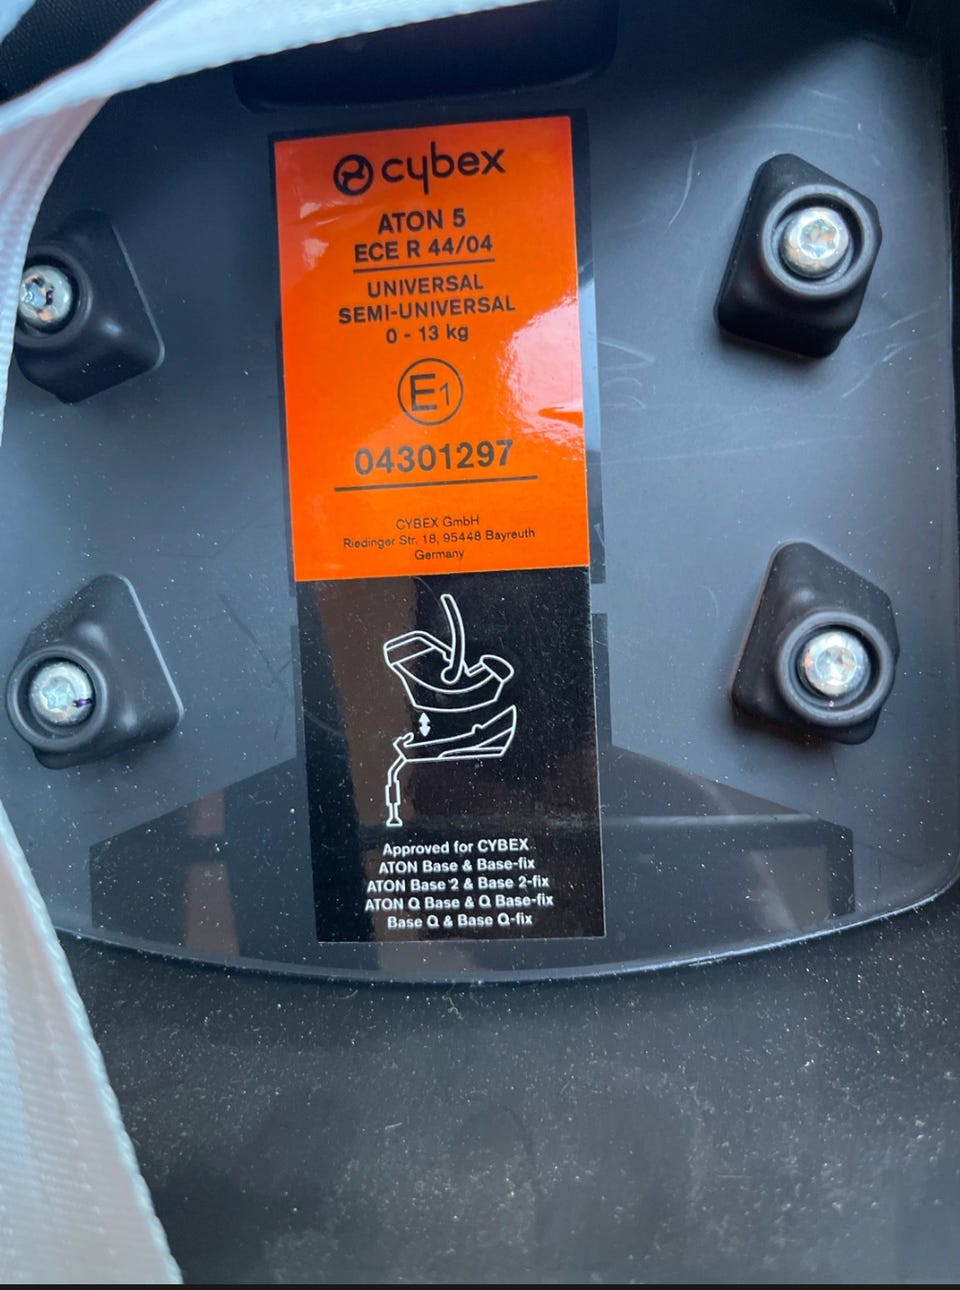 cybex
ATON 5
ECE R 44/04
UNIVERSAL
SEMI-UNIVERSAL
0 - 13 kg
E1
04301297
CYBEX GmbH
Riedinger Str. 18, 95448 Bayreuth
Germany
Approved for CYBEX
ATON Base & Base-fix
ATON Base 2 & Base 2-fix
ATON Q Base & Q Base-fix
Base Q & Base Q-fix